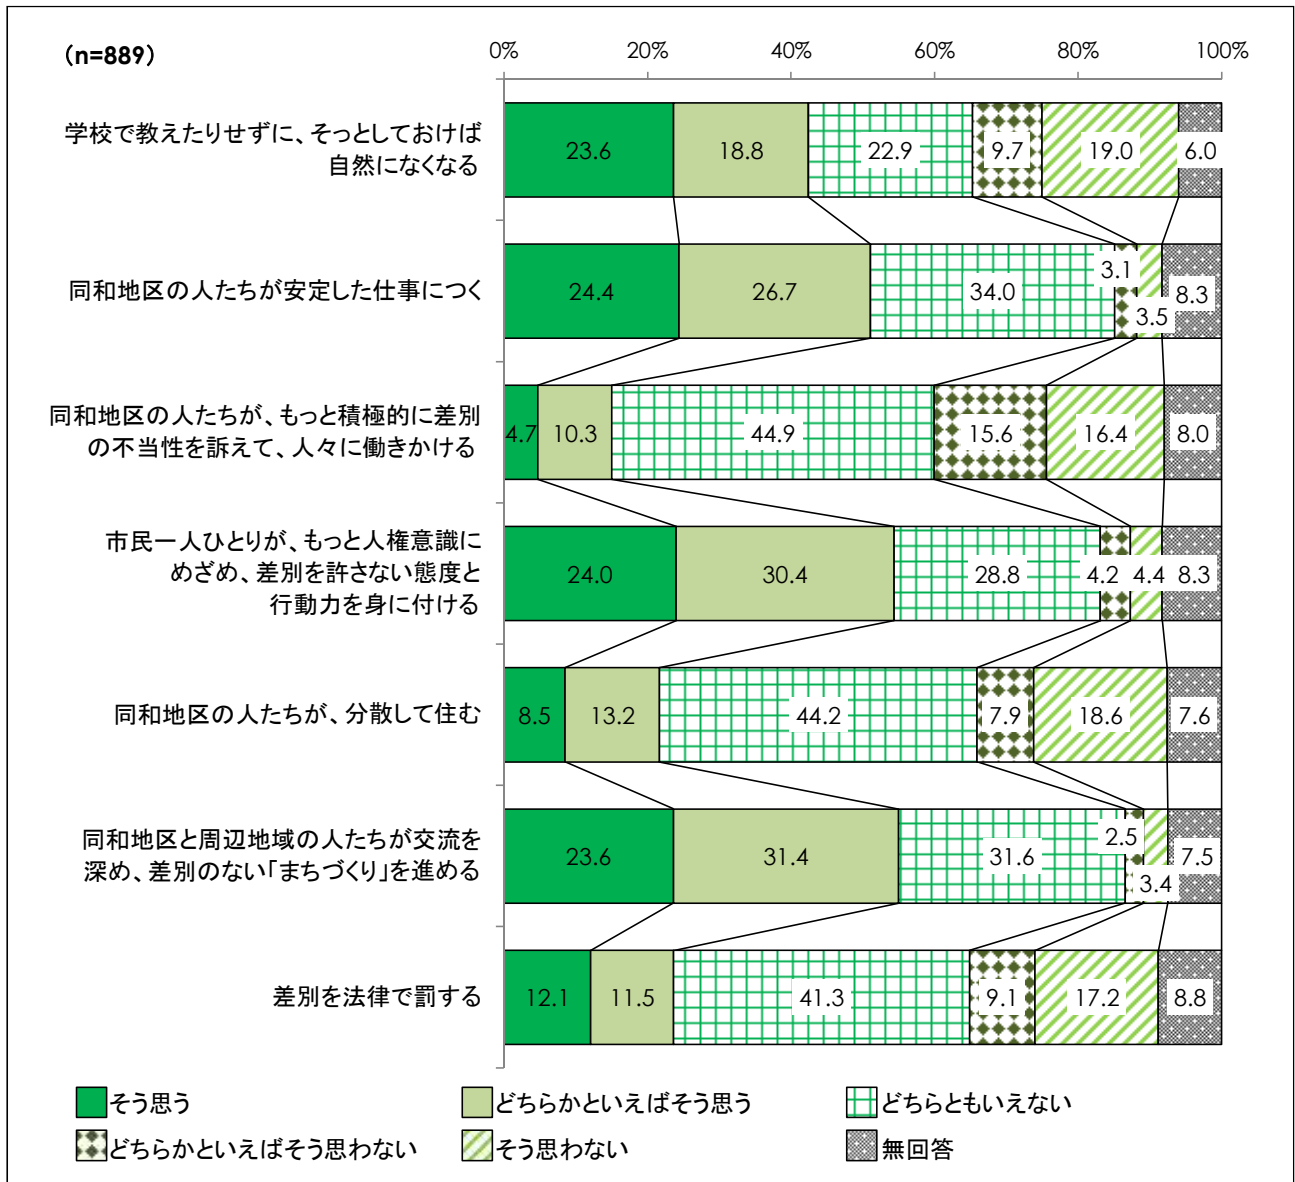 (n=889)
0% 20% 40% 60% 80% 100%
学校で教えたりせずに、そっとしておけば
自然になくなる
23.6 18.8 22.9 9.7 19.0 6.0
同和地区の人たちが安定した仕事につく
24.4 26.7 34.0 3.1 3.5 8.3
同和地区の人たちが、もっと積極的に差別
の不当性を訴えて、人々に働きかける
4.7 10.3 44.9 15.6 16.4 8.0
市民一人ひとりが、もっと人権意識に
めざめ、差別を許さない態度と
行動力を身に付ける
24.0 30.4 28.8 4.2 4.4 8.3
同和地区の人たちが、分散して住む
8.5 13.2 44.2 7.9 18.6 7.6
同和地区と周辺地域の人たちが交流を
深め、差別のない「まちづくり」を進める
23.6 31.4 31.6 2.5 3.4 7.5
差別を法律で罰する
12.1 11.5 41.3 9.1 17.2 8.8
そう思う どちらかといえばそう思う どちらともいえない
どちらかといえばそう思わない そう思わない 無回答